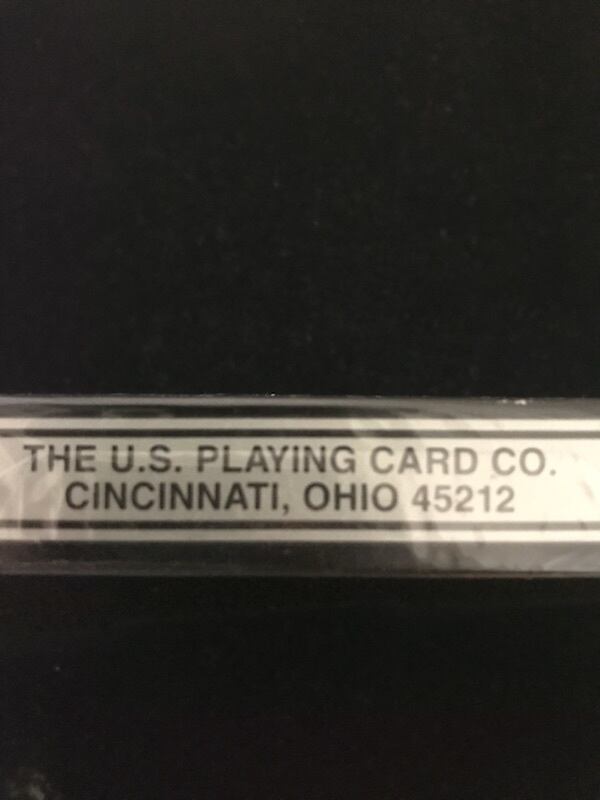 THE U.S. PLAYING CARD CO.
CINCINNATI, OHIO 45212